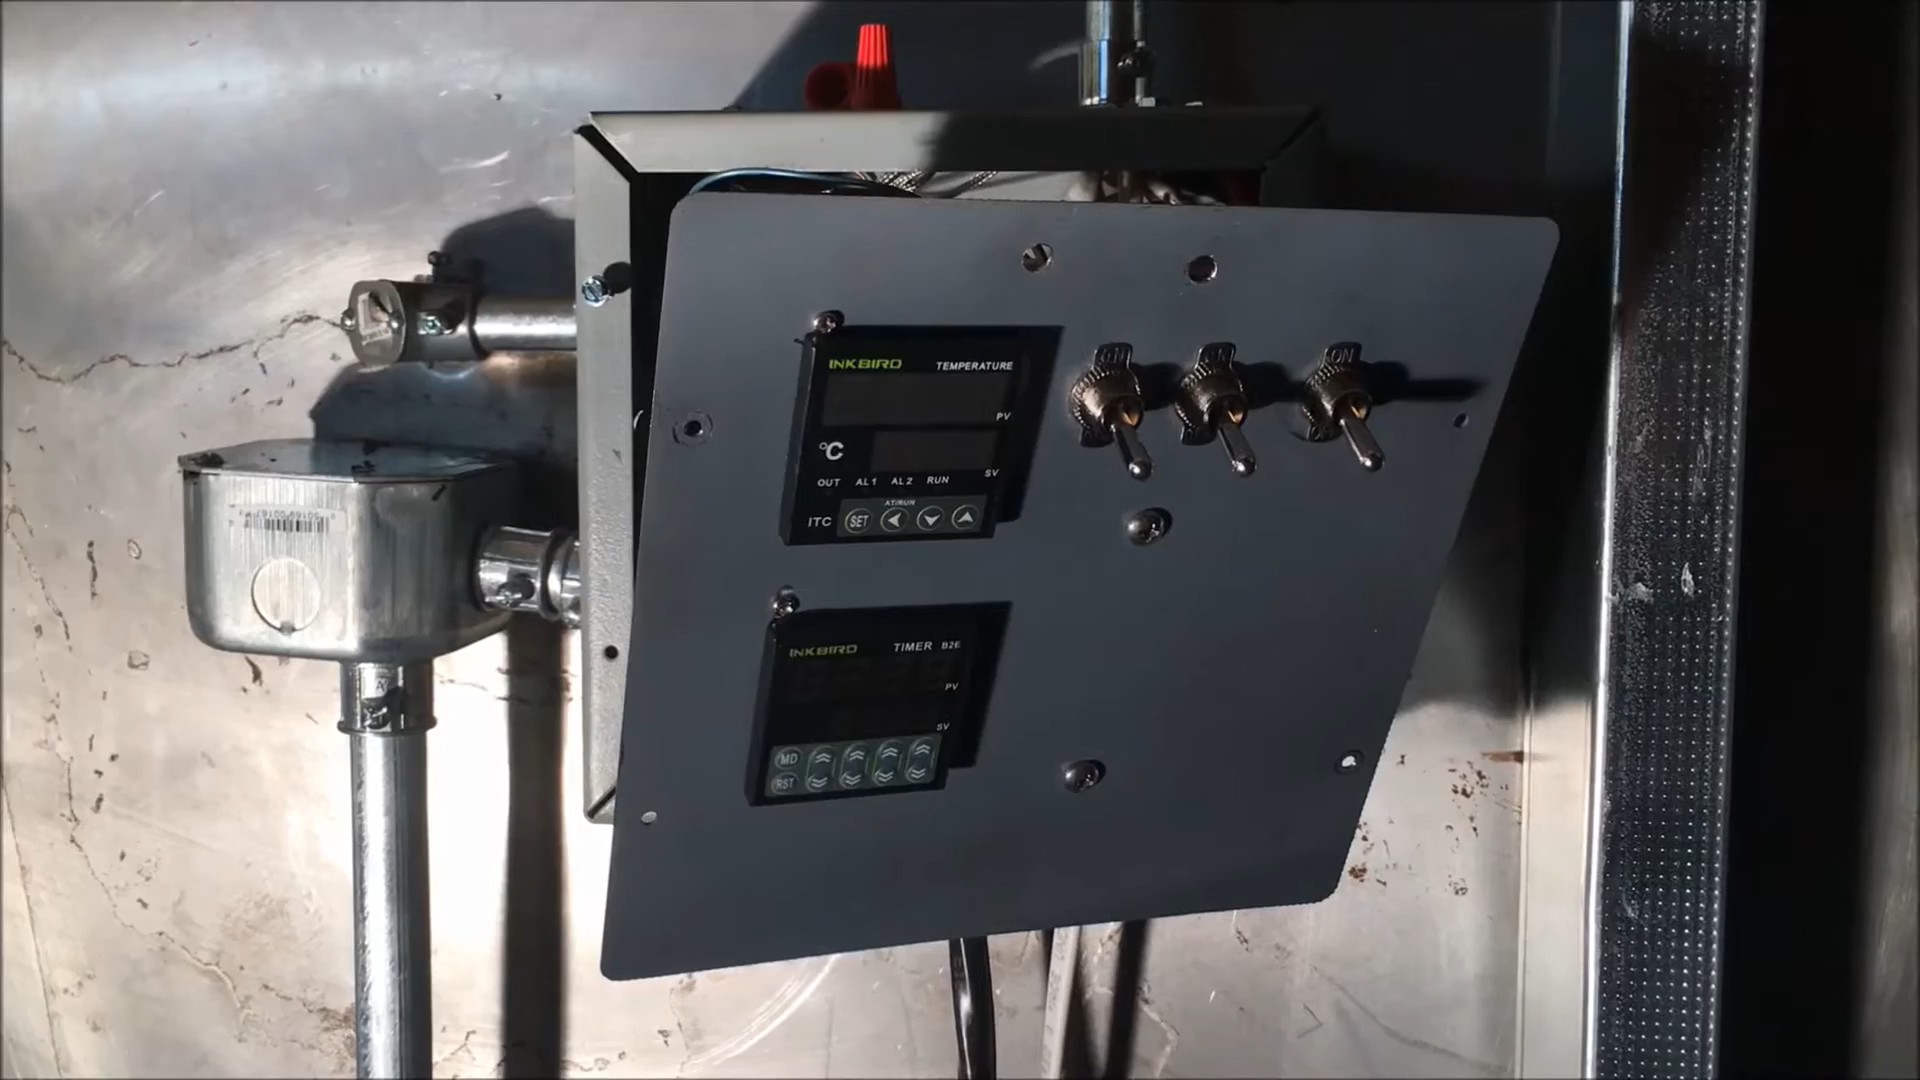 INKBIRD TEMPERATURE
PV
°C
SV
OUT AL1 AL2 RUN
AT/RUN
ITC SET
ON
ON
INKBIRD TIMER B2E
PV
SV
MD
RST